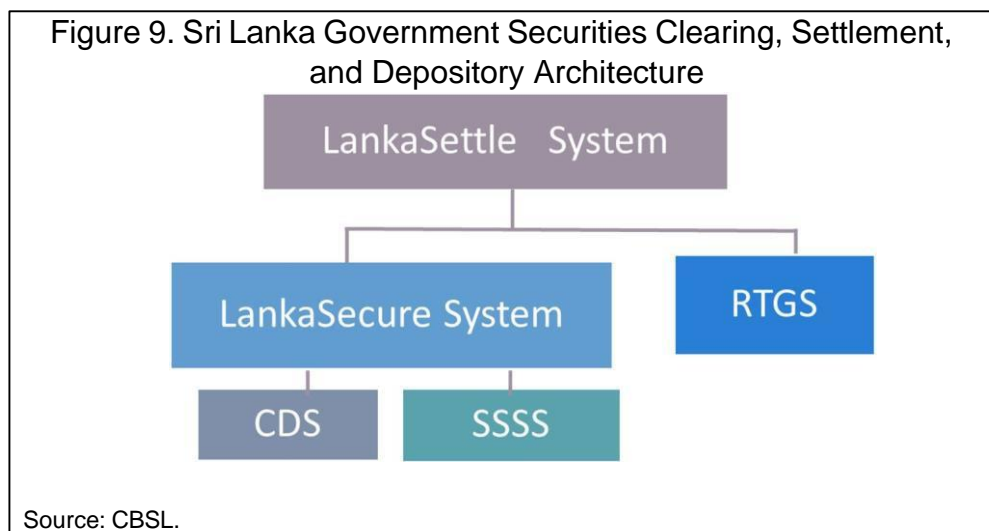 Figure 9. Sri Lanka Government Securities Clearing, Settlement,
and Depository Architecture
LankaSettle System
LankaSecure System
RTGS
CDS
SSSS
Source: CBSL.